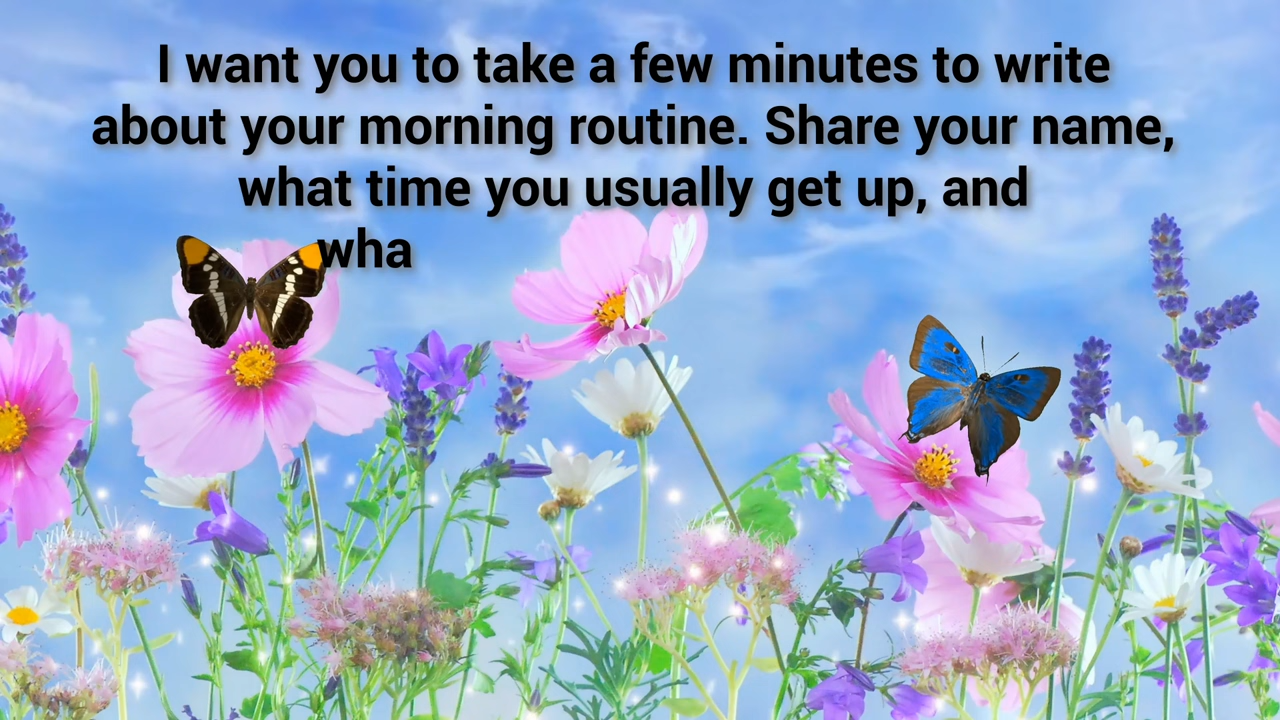 I want you to take a few minutes to write
about your morning routine. Share your name,
what time you usually get up, and
wha